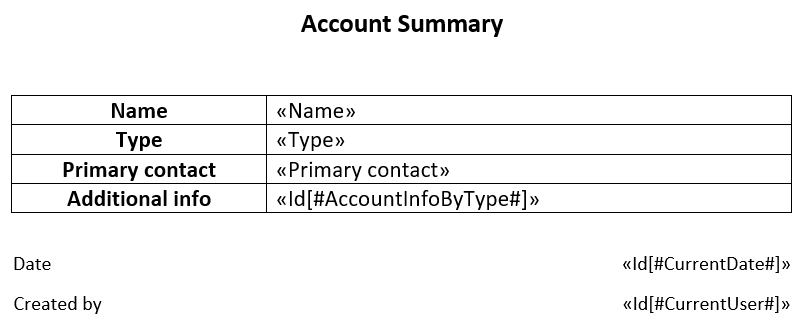 Account Summary
Name «Name»
Type «Type»
Primary contact «Primary contact»
Additional info «Id[#AccountInfoByType#]»
Date «Id[#CurrentDate#]»
Created by «Id[#CurrentUser#]»